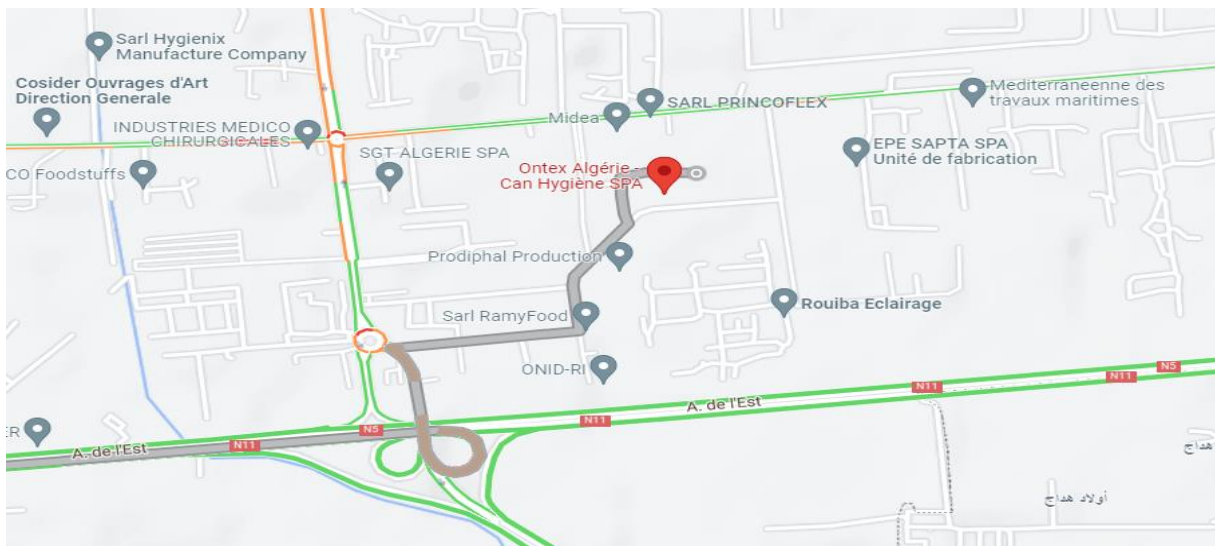 Sarl Hygienix
Manufacture Company
Cosider Ouvrages d'Art
Direction Generale
Mediterraneenne des
travaux maritimes
SARL PRINCOFLEX
Midea
INDUSTRIES MEDICO
CHIRURGICALES
SGT ALGERIE SPA
EPE SAPTA SPA
Unité de fabrication
CO Foodstuffs
Ontex Algérie -
Can Hygiène SPA
Prodiphal Production
Rouiba Eclairage
Sarl RamyFood
ONID-RI
N5
N11
N11
A. de l'Est
N11
N5
ER
N11
A. de l'Est
هداج
أولاد هداج